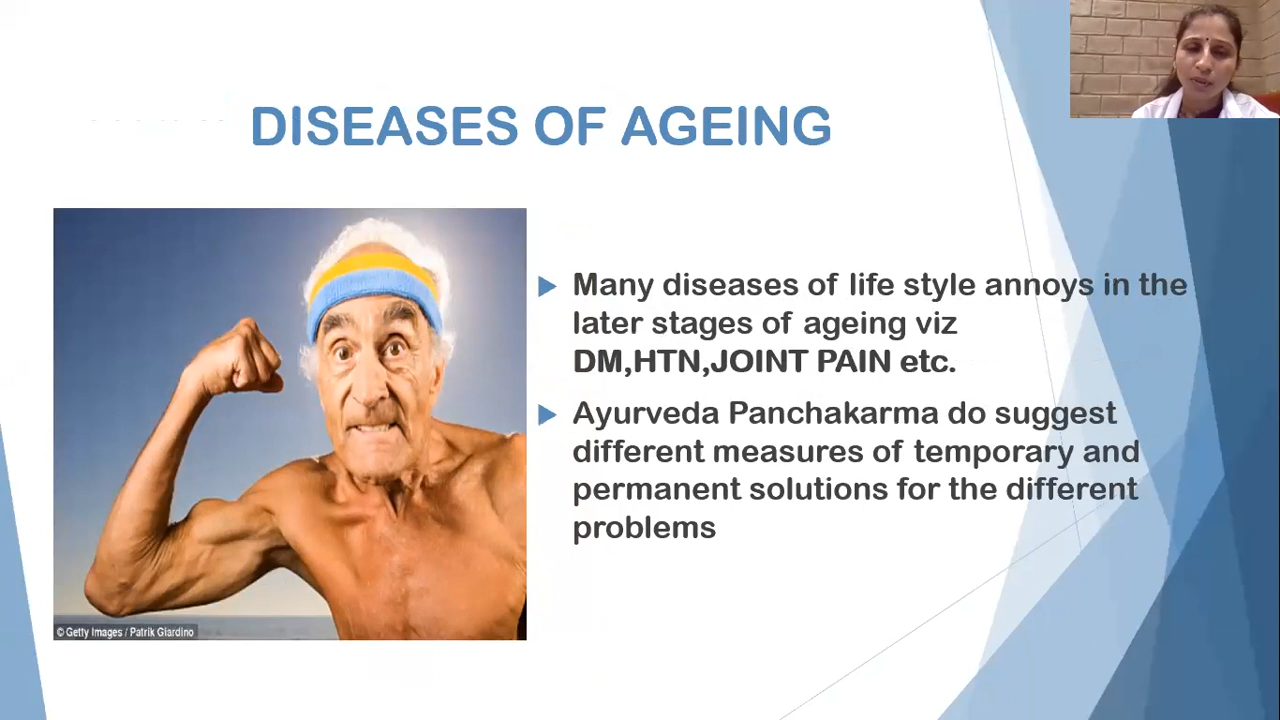 DISEASES OF AGEING
Many diseases of life style annoys in the
later stages of ageing viz
DM,HTN,JOINT PAIN etc.
Ayurveda Panchakarma do suggest
different measures of temporary and
permanent solutions for the different
problems
© Getty Images / Patrik Giardino